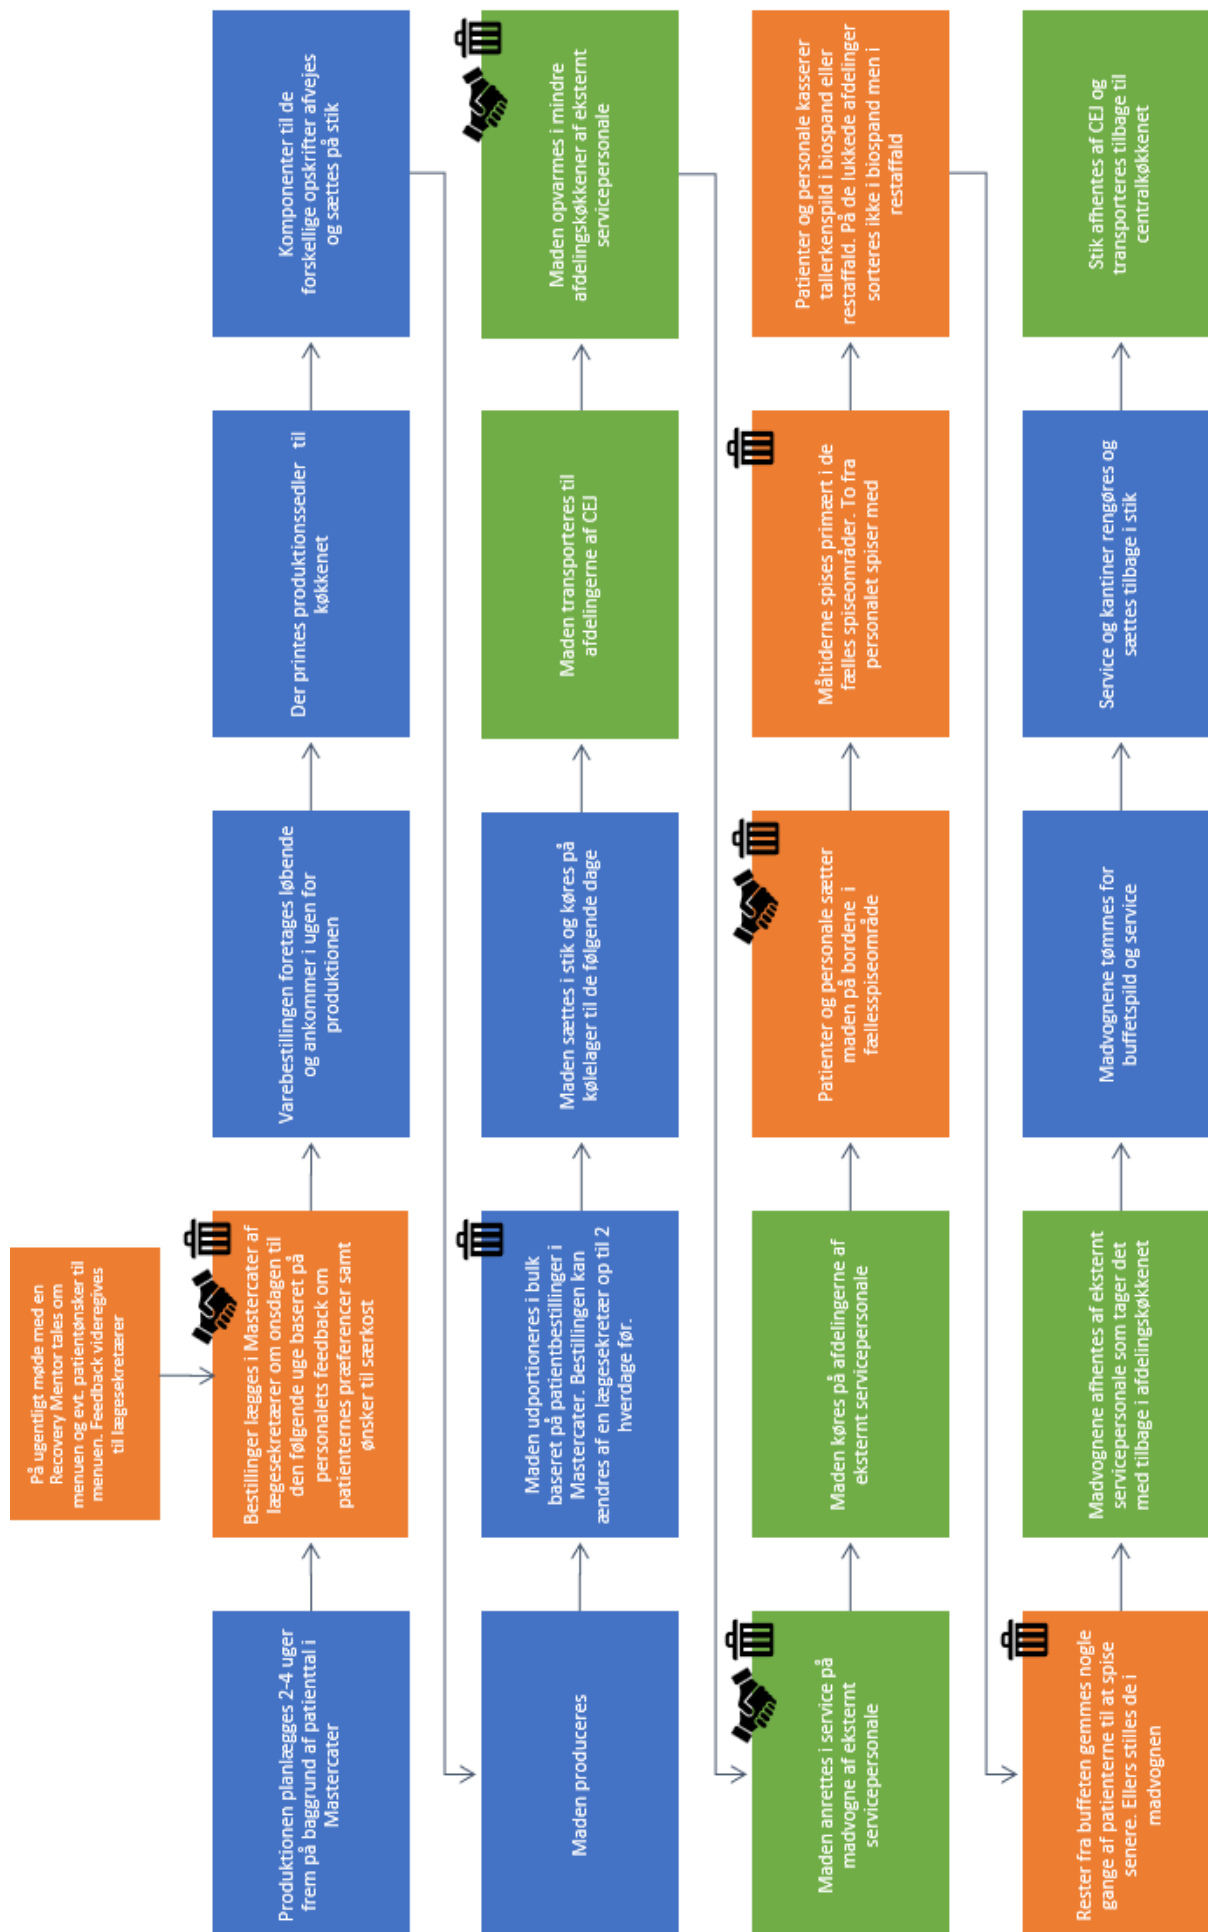 På ugentligt møde med en
Recovery Mentor tales om
menuen og evt. patientønsker til
menuen. Feedback videregives
til lægesekretærer
Produktionen planlægges 2-4 uger
frem på baggrund af patienttal i
Mastercater
Bestillinger lægges i Mastercater af
lægesekretærer om onsdagen til
den følgende uge baseret på
personalets feedback om
patienternes præferencer samt
ønsker til særkost
Varebestillingen foretages løbende
og ankommer i ugen for
produktionen
Der printes produktionssedler til
køkkenet
Komponenter til de
forskellige opskrifter afvejes
og sættes på stik
Maden produceres
Maden udportioneres i bulk
baseret på patientbestillinger i
Mastercater. Bestillingen kan
ændres af en lægesekretær op til 2
hverdage før.
Maden sættes i stik og køres på
kølelager til de følgende dage
Maden transporteres til
afdelingerne af CEJ
Maden opvarmes i mindre
afdelingskøkkener af eksternt
servicepersonale
Maden anrettes i service på
madvogne af eksternt
servicepersonale
Maden køres på afdelingerne af
eksternt servicepersonale
Patienter og personale sætter
maden på bordene i
fællesspiseområde
Måltiderne spises primært i de
fælles spiseområder. To fra
personalet spiser med
Patienter og personale kasserer
tallerkenspild i biospand eller
restaffald. På de lukkede afdelinger
sorteres ikke i biospand men i
restaffald
Rester fra buffeten gemmes nogle
gange af patienterne til at spise
senere. Ellers stilles de i
madvognen
Madvognene afhentes af eksternt
servicepersonale som tager det
med tilbage i afdelingskøkkenet
Madvognene tømmes for
buffetspild og service
Service og kantiner rengøres og
sættes tilbage i stik
Stik afhentes af CEJ og
transporteres tilbage til
centralkøkkenet